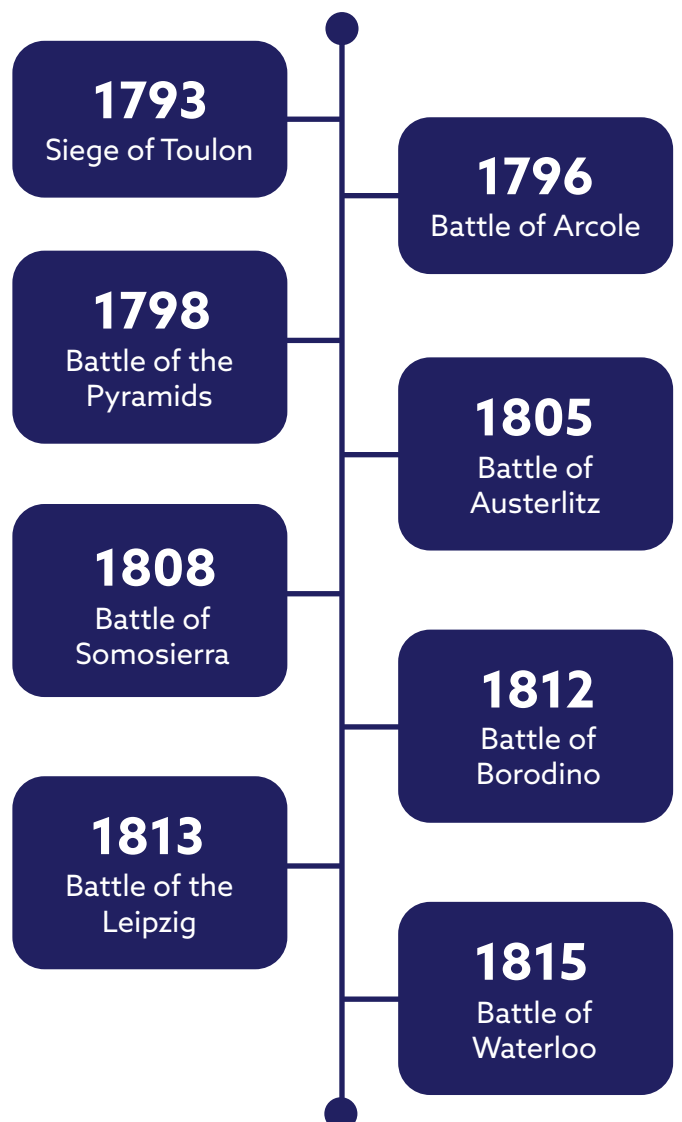 1793
Siege of Toulon
1796
Battle of Arcole
1798
Battle of the
Pyramids
1805
Battle of
Austerlitz
1808
Battle of
Somosierra
1812
Battle of
Borodino
1813
Battle of the
Leipzig
1815
Battle of
Waterloo